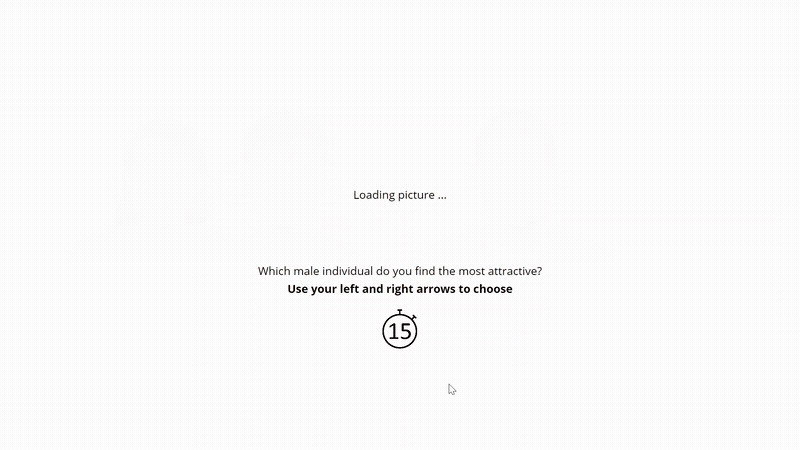 Loading picture ...
Which male individual do you find the most attractive?
Use your left and right arrows to choose
15